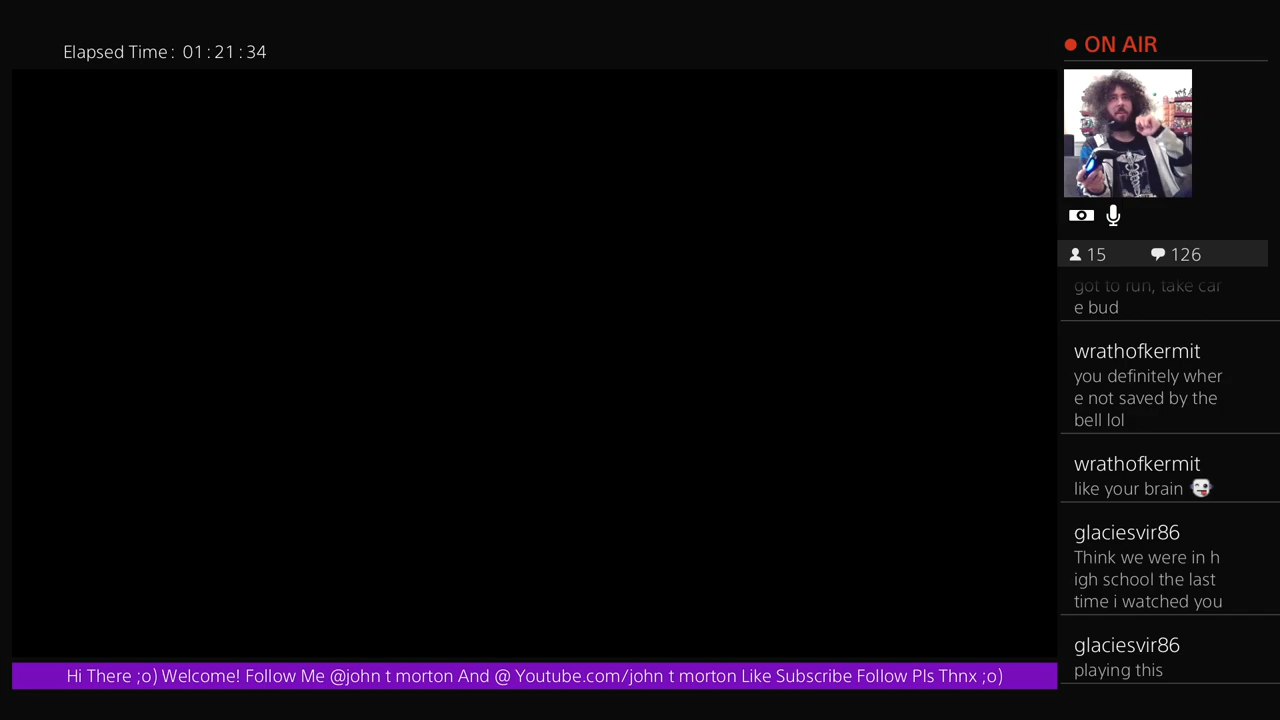 Elapsed Time: 01:21:34
ON AIR
15 126
got to run, take car
e bud
wrathofkermit
you definitely wher
e not saved by the
bell lol
wrathofkermit
like your brain
glaciesvir86
Think we were in h
igh school the last
time i watched you
glaciesvir86
playing this
Hi There ;o) Welcome! Follow Me @john t morton And @ Youtube.com/john t morton Like Subscribe Follow Pls Thnx ;o)